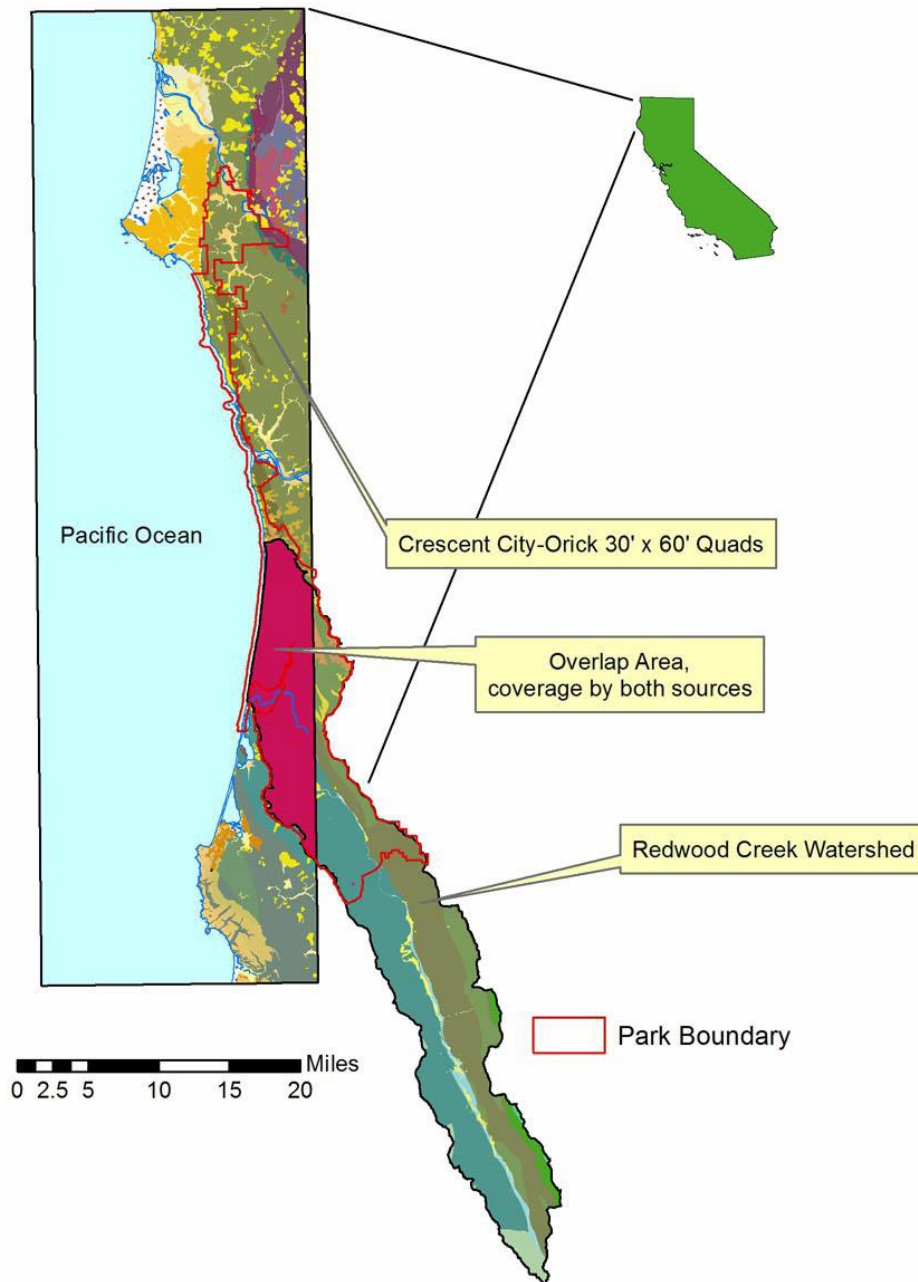 Pacific Ocean
Crescent City-Orick 30' x 60' Quads
Overlap Area,
coverage by both sources
Redwood Creek Watershed
Park Boundary
Miles
0 2.5 5 10 15 20